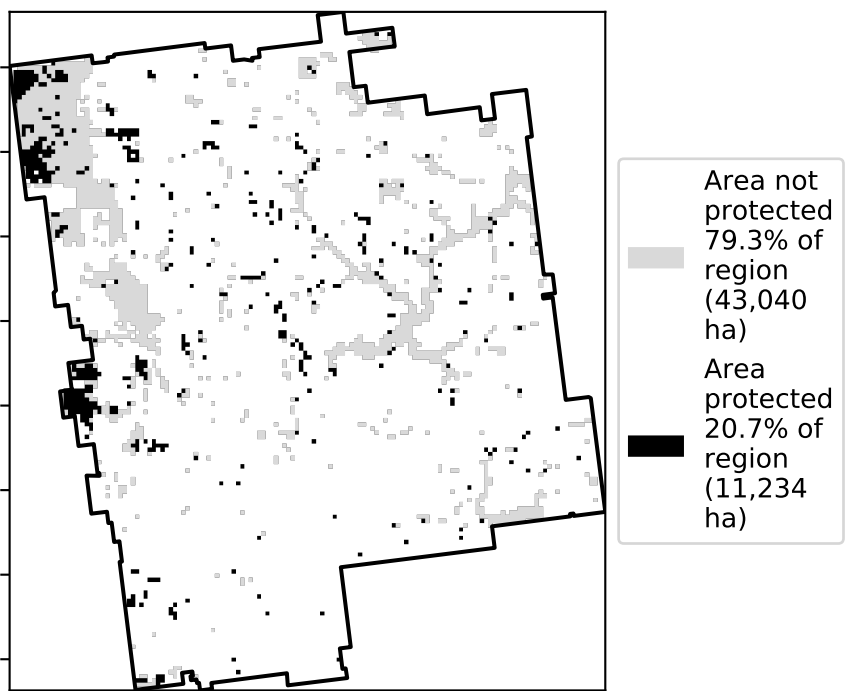 Area not
protected
79.3% of
region
(43,040
ha)
Area
protected
20.7% of
region
(11,234
ha)